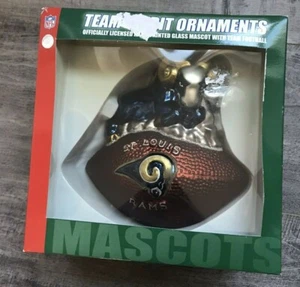 NFL
TEAM ORNAMENTS
OFFICIALLY LICENSED GLASS MASCOT WITH TEAM FOOTBALL
ST LOUIS
RAMS
MASCOTS